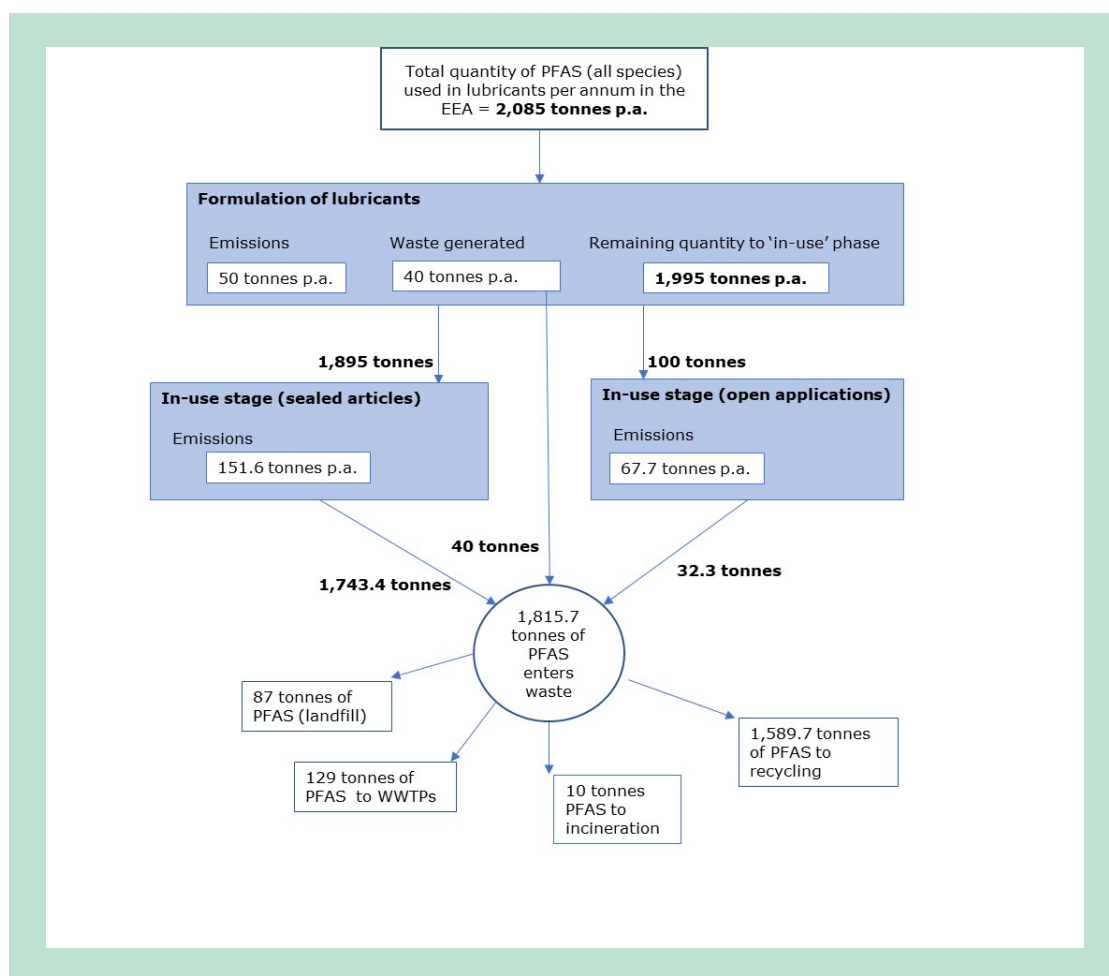 Total quantity of PFAS (all species)
used in lubricants per annum in the
EEA = 2,085 tonnes p.a.
Formulation of lubricants
Emissions
Waste generated
Remaining quantity to ‘in-use’ phase
50 tonnes p.a.
40 tonnes p.a.
1,995 tonnes p.a.
1,895 tonnes
100 tonnes
In-use stage (sealed articles)
Emissions
151.6 tonnes p.a.
In-use stage (open applications)
Emissions
67.7 tonnes p.a.
40 tonnes
1,743.4 tonnes
32.3 tonnes
1,815.7
tonnes of
PFAS
enters
waste
87 tonnes of
PFAS (landfill)
129 tonnes of
PFAS to WWTPs
10 tonnes
PFAS to
incineration
1,589.7 tonnes
of PFAS to
recycling